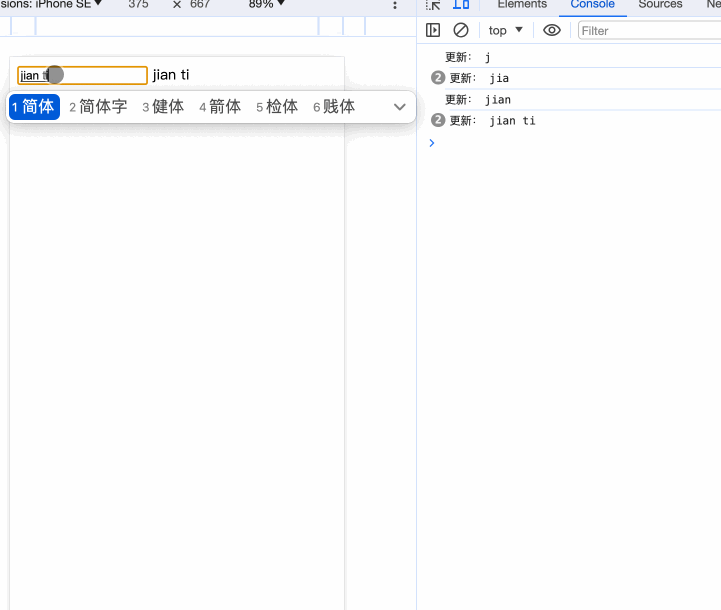 sions: iPhone SE ▼ 375 × 667 89% ▼
Elements Console Sources Ne
top ▼ Filter
jian ti jian ti
1 简体 2 简体字 3 健体 4 箭体 5 检体 6 贱体
更新： j
2 更新： jia
更新： jian
2 更新： jian ti